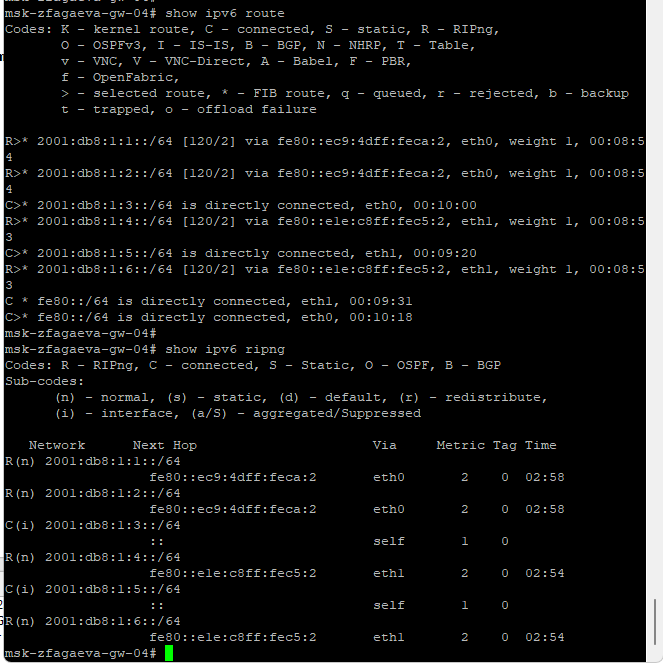 msk-zfagaeva-gw-04#
msk-zfagaeva-gw-04# show ipv6 route
Codes: K - kernel route, C - connected, S - static, R - RIPng,
       O - OSPFv3, I - IS-IS, B - BGP, N - NHRP, T - Table,
       v - VNC, V - VNC-Direct, A - Babel, F - PBR,
       f - OpenFabric,
       > - selected route, * - FIB route, q - queued, r - rejected, b - backup
       t - trapped, o - offload failure

R>* 2001:db8:1:1::/64 [120/2] via fe80::ec9:4dff:feca:2, eth0, weight 1, 00:08:5
4
R>* 2001:db8:1:2::/64 [120/2] via fe80::ec9:4dff:feca:2, eth0, weight 1, 00:08:5
4
C>* 2001:db8:1:3::/64 is directly connected, eth0, 00:10:00
R>* 2001:db8:1:4::/64 [120/2] via fe80::e1e:c8ff:fec5:2, eth1, weight 1, 00:08:5
3
C>* 2001:db8:1:5::/64 is directly connected, eth1, 00:09:20
R>* 2001:db8:1:6::/64 [120/2] via fe80::e1e:c8ff:fec5:2, eth1, weight 1, 00:08:5
3
C * fe80::/64 is directly connected, eth1, 00:09:31
C>* fe80::/64 is directly connected, eth0, 00:10:18
msk-zfagaeva-gw-04#
msk-zfagaeva-gw-04# show ipv6 ripng
Codes: R - RIPng, C - connected, S - Static, O - OSPF, B - BGP
Sub-codes:
      (n) - normal, (s) - static, (d) - default, (r) - redistribute,
      (i) - interface, (a/S) - aggregated/Suppressed

   Network      Next Hop                      Via     Metric Tag Time
R(n) 2001:db8:1:1::/64
                  fe80::ec9:4dff:feca:2       eth0       2    0  02:58
R(n) 2001:db8:1:2::/64
                  fe80::ec9:4dff:feca:2       eth0       2    0  02:58
C(i) 2001:db8:1:3::/64
                  ::                          self       1    0
R(n) 2001:db8:1:4::/64
                  fe80::e1e:c8ff:fec5:2       eth1       2    0  02:54
C(i) 2001:db8:1:5::/64
                  ::                          self       1    0
R(n) 2001:db8:1:6::/64
                  fe80::e1e:c8ff:fec5:2       eth1       2    0  02:54
msk-zfagaeva-gw-04#